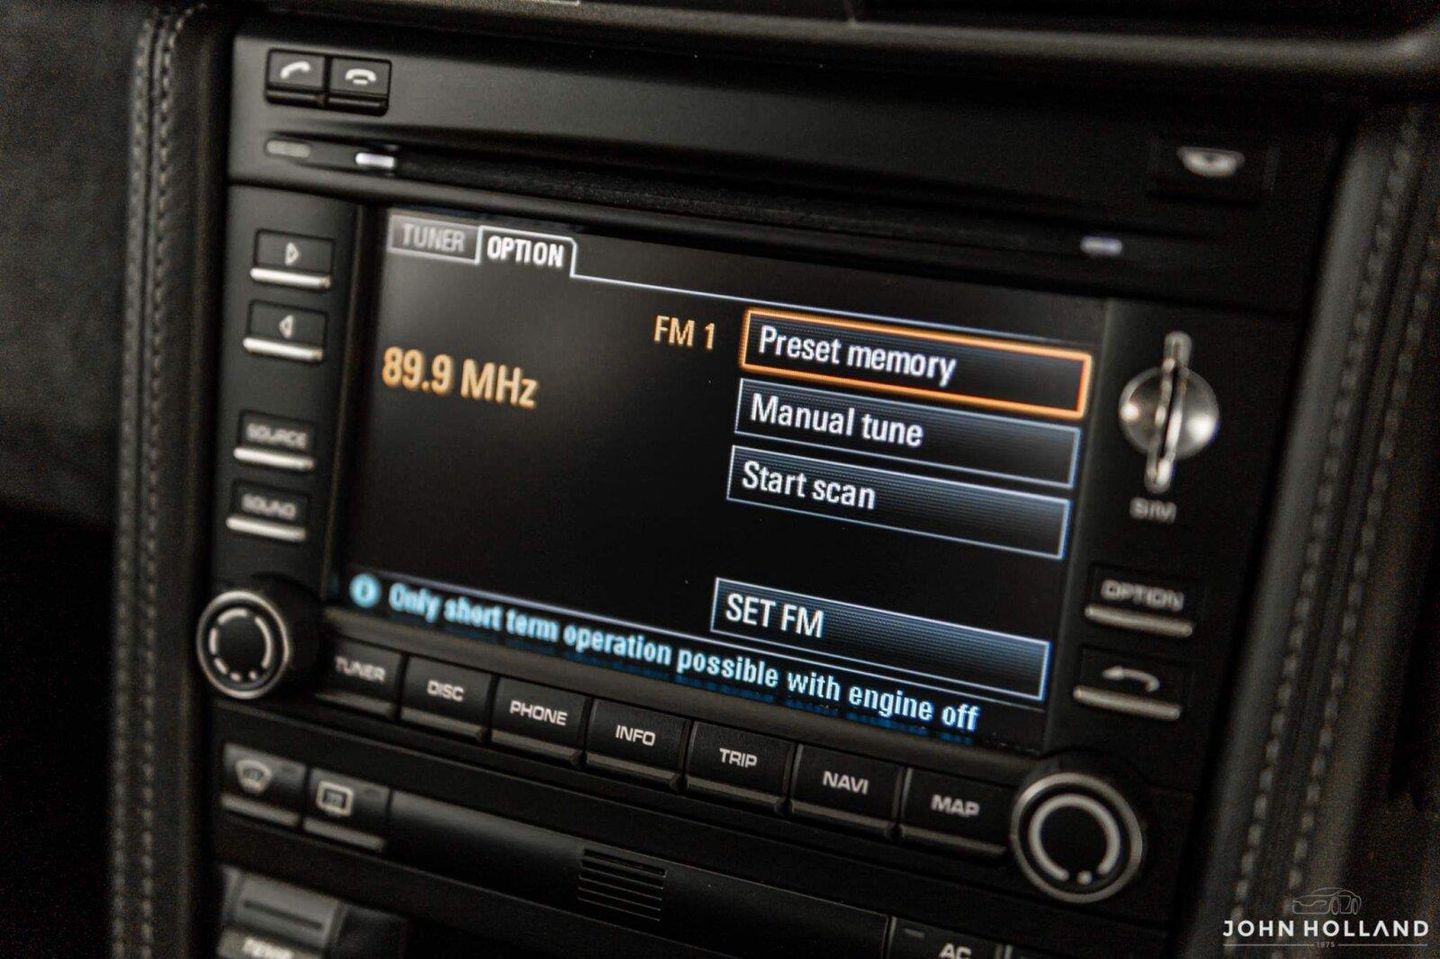 TUNER
OPTION
FM 1
89.9 MHz
Preset memory
Manual tune
Start scan
SET FM
Only short term operation possible with engine off
SOURCE
SOUND
SIM
OPTION
TUNER
DISC
PHONE
INFO
TRIP
NAVI
MAP
AC
JOHN HOLLAND
1975